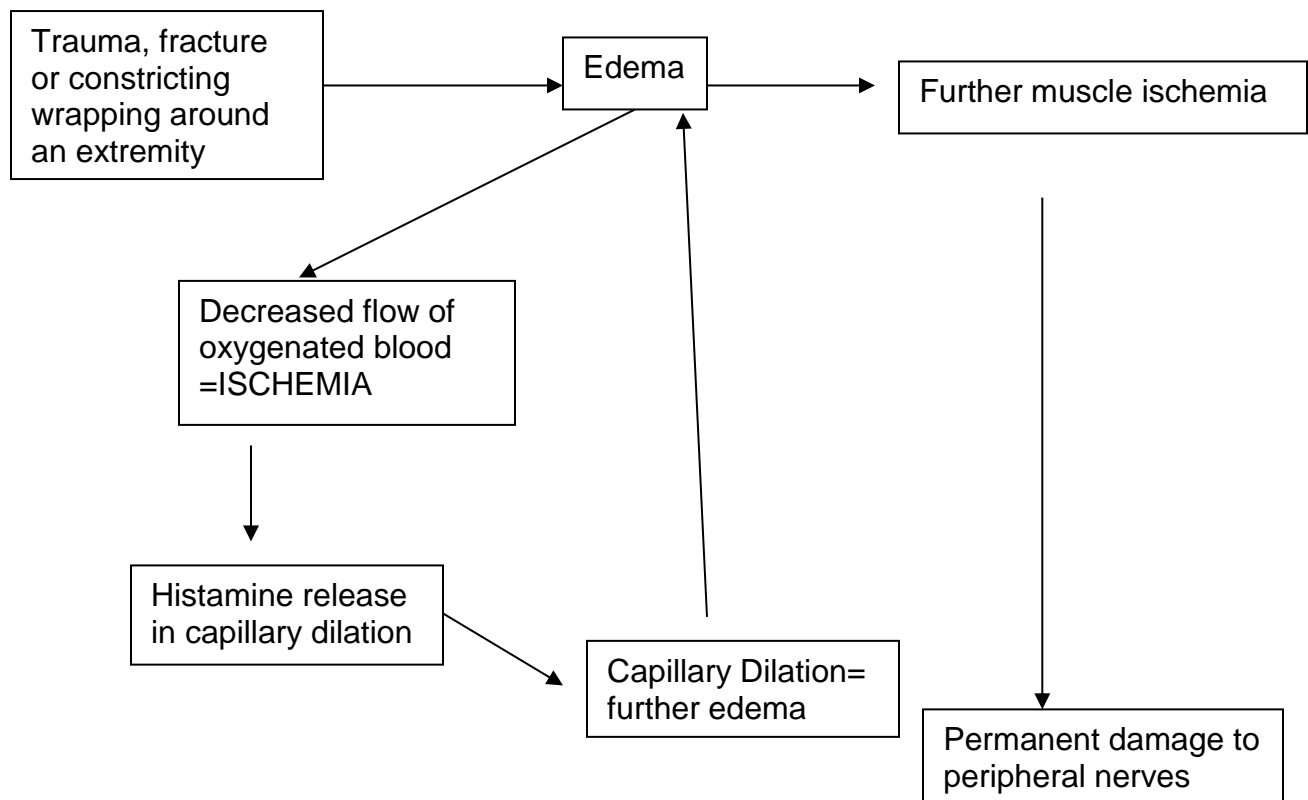 Trauma, fracture
or constricting
wrapping around
an extremity
Edema
Further muscle ischemia
Decreased flow of
oxygenated blood
=ISCHEMIA
Histamine release
in capillary dilation
Capillary Dilation=
further edema
Permanent damage to
peripheral nerves